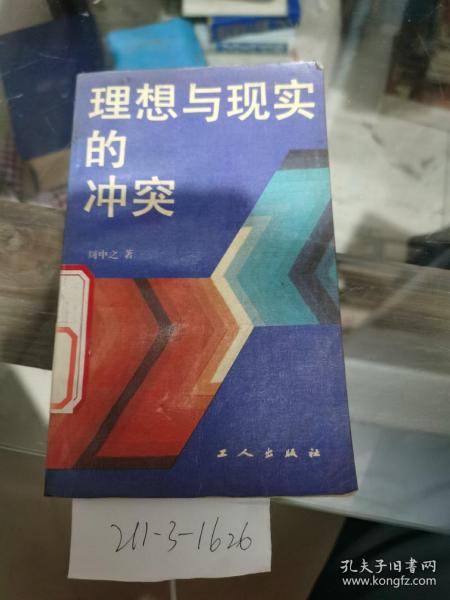 理想与现实
的
冲突
周中之 著
工人出版社
211-3-1626
孔夫子旧书网
www.kongfz.com